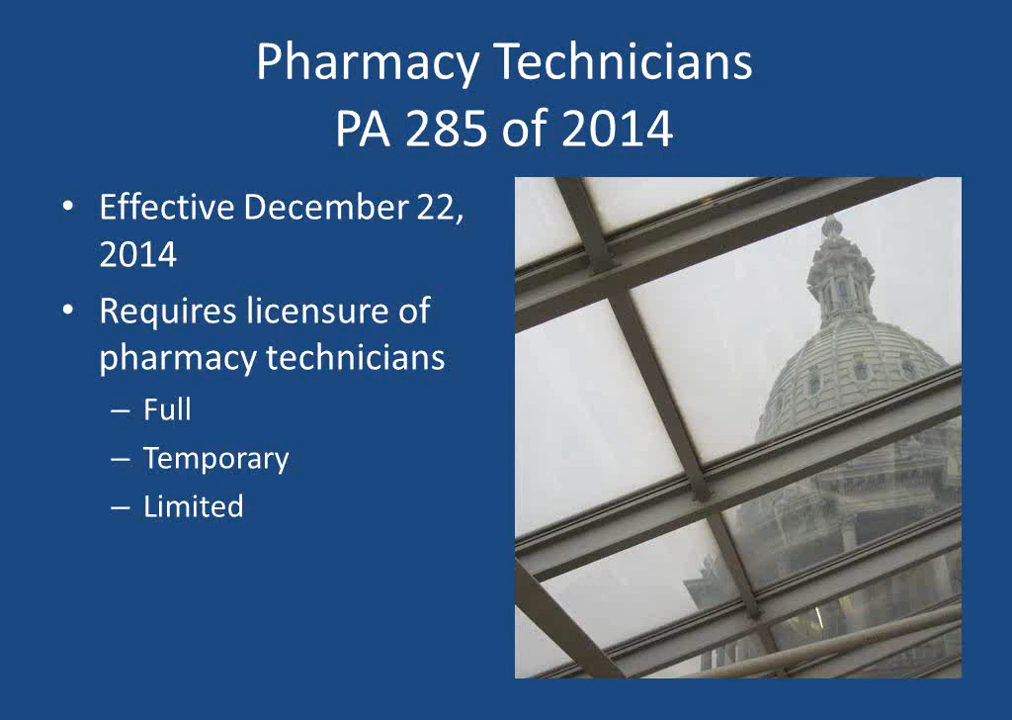 Pharmacy Technicians
PA 285 of 2014
• Effective December 22,
2014
• Requires licensure of
pharmacy technicians
– Full
– Temporary
– Limited